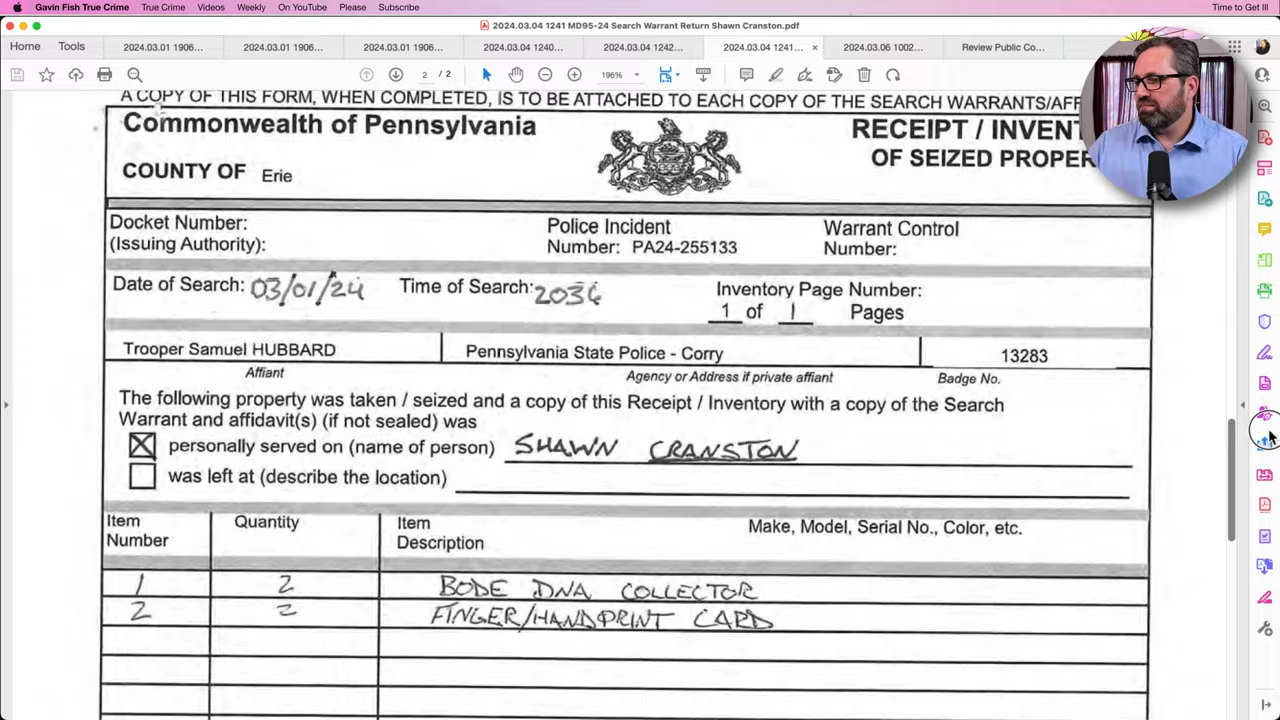 Gavin Fish True Crime True Crime Videos Weekly On YouTube Please Subscribe Time to Get Ill
2024.03.04 1241 MD95-24 Search Warrant Return Shawn Cranston.pdf
Home Tools 2024.03.01 1906... 2024.03.01 1906... 2024.03.01 1906... 2024.03.04 1240... 2024.03.04 1242... 2024.03.04 1241... × 2024.03.06 1002... Review Public Co...
2 / 2 196%
A COPY OF THIS FORM, WHEN COMPLETED, IS TO BE ATTACHED TO EACH COPY OF THE SEARCH WARRANTS/AFF
Commonwealth of Pennsylvania
COUNTY OF Erie
RECEIPT / INVENT
OF SEIZED PROPER
Docket Number:
(Issuing Authority):
Police Incident
Number: PA24-255133
Warrant Control
Number:
Date of Search: 03/01/24 Time of Search: 2036
Inventory Page Number:
1 of 1 Pages
Trooper Samuel HUBBARD Pennsylvania State Police - Corry 13283
Affiant Agency or Address if private affiant Badge No.
The following property was taken / seized and a copy of this Receipt / Inventory with a copy of the Search
Warrant and affidavit(s) (if not sealed) was
personally served on (name of person) SHAWN CRANSTON
was left at (describe the location)
Item
Number
Quantity
Item
Description
Make, Model, Serial No., Color, etc.
1 2 BODE DNA COLLECTOR
2 2 FINGER/HANDPRINT CARD